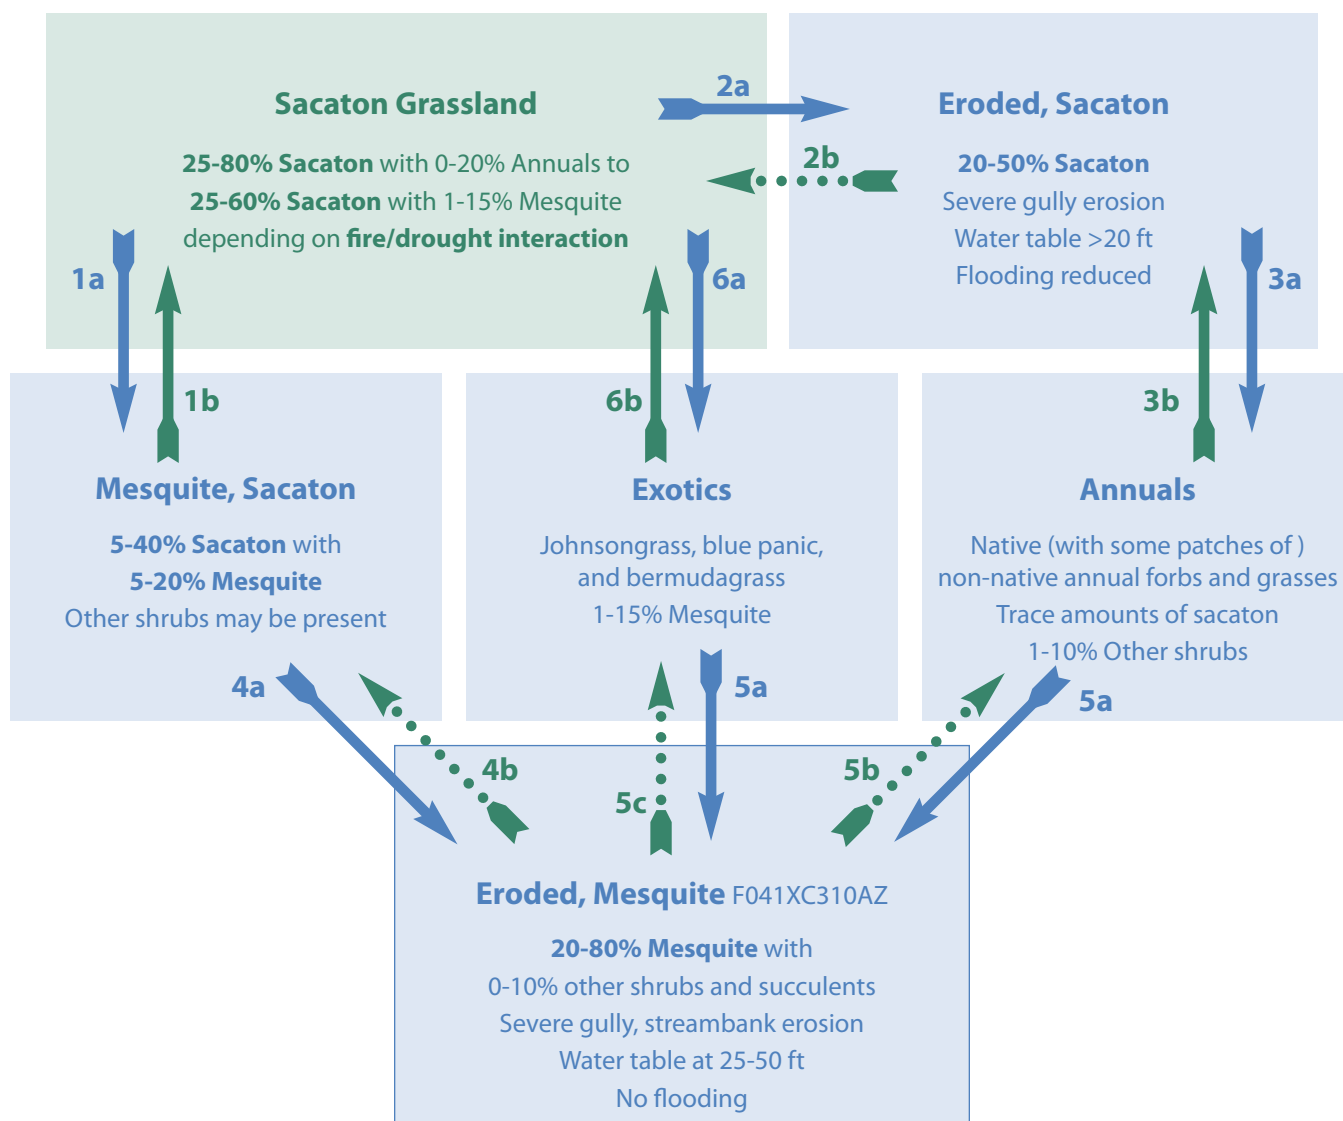 Sacaton Grassland
25-80% Sacaton with 0-20% Annuals to
25-60% Sacaton with 1-15% Mesquite
depending on fire/drought interaction
2a
2b
Eroded, Sacaton
20-50% Sacaton
Severe gully erosion
Water table >20 ft
Flooding reduced
1a
1b
6a
6b
3a
3b
Mesquite, Sacaton
5-40% Sacaton with
5-20% Mesquite
Other shrubs may be present
Exotics
Johnsongrass, blue panic,
and bermudagrass
1-15% Mesquite
Annuals
Native (with some patches of )
non-native annual forbs and grasses
Trace amounts of sacaton
1-10% Other shrubs
4a
4b
5c
5a
5b
5a
Eroded, Mesquite F041XC310AZ
20-80% Mesquite with
0-10% other shrubs and succulents
Severe gully, streambank erosion
Water table at 25-50 ft
No flooding